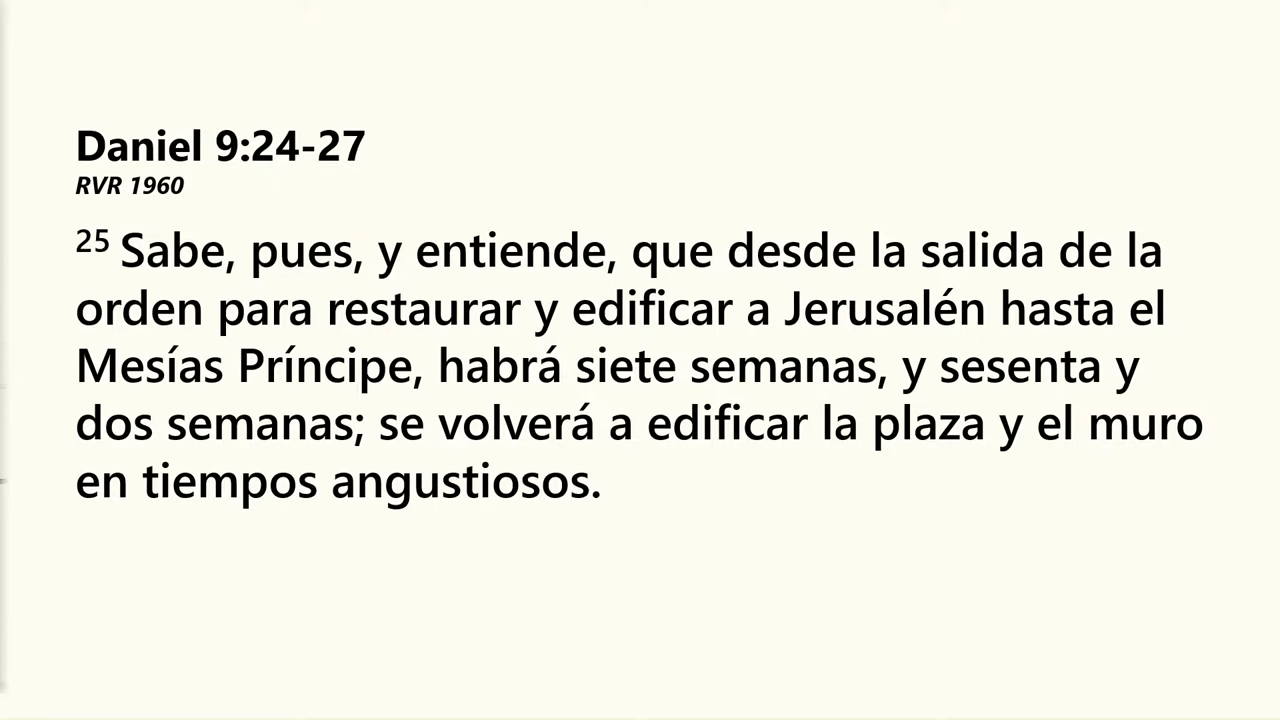 Daniel 9:24-27
RVR 1960
25 Sabe, pues, y entiende, que desde la salida de la
orden para restaurar y edificar a Jerusalén hasta el
Mesías Príncipe, habrá siete semanas, y sesenta y
dos semanas; se volverá a edificar la plaza y el muro
en tiempos angustiosos.